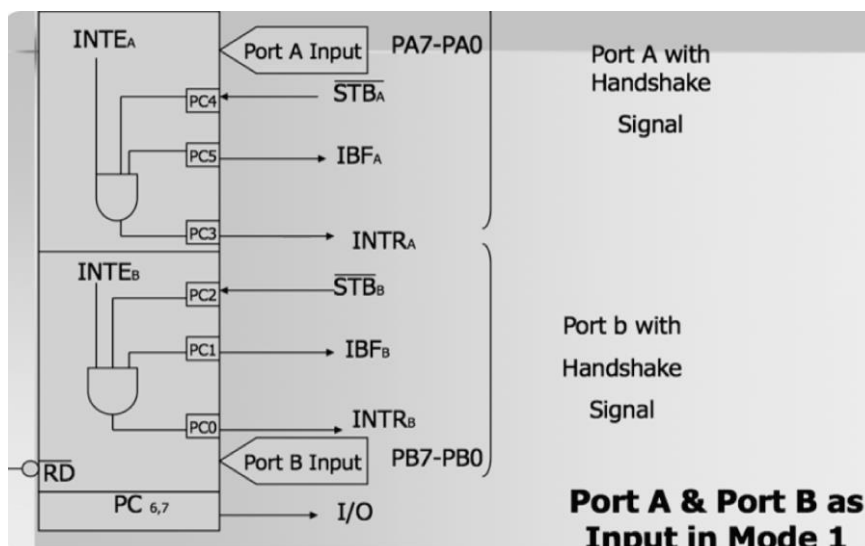 INTEA
Port A Input PA7-PA0
PC4 STBA
PC5 IBFA
PC3 INTRA
Port A with
Handshake
Signal
INTEB
PC2 STBB
PC1 IBFB
PC0 INTRB
RD
Port B Input PB7-PB0
PC 6,7 I/O
Port b with
Handshake
Signal
Port A & Port B as
Input in Mode 1